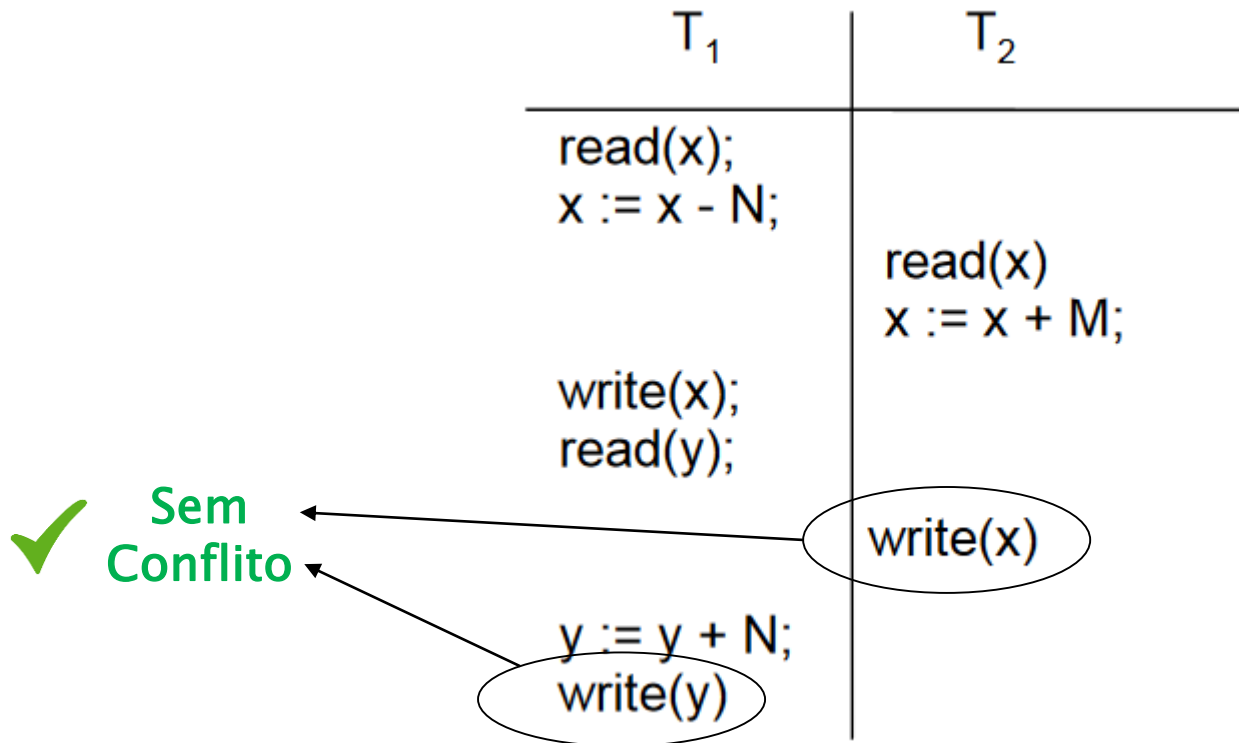 T₁ T₂
read(x);
x := x - N;
read(x)
x := x + M;
write(x);
read(y);
Sem
Conflito
write(x)
y := y + N;
write(y)